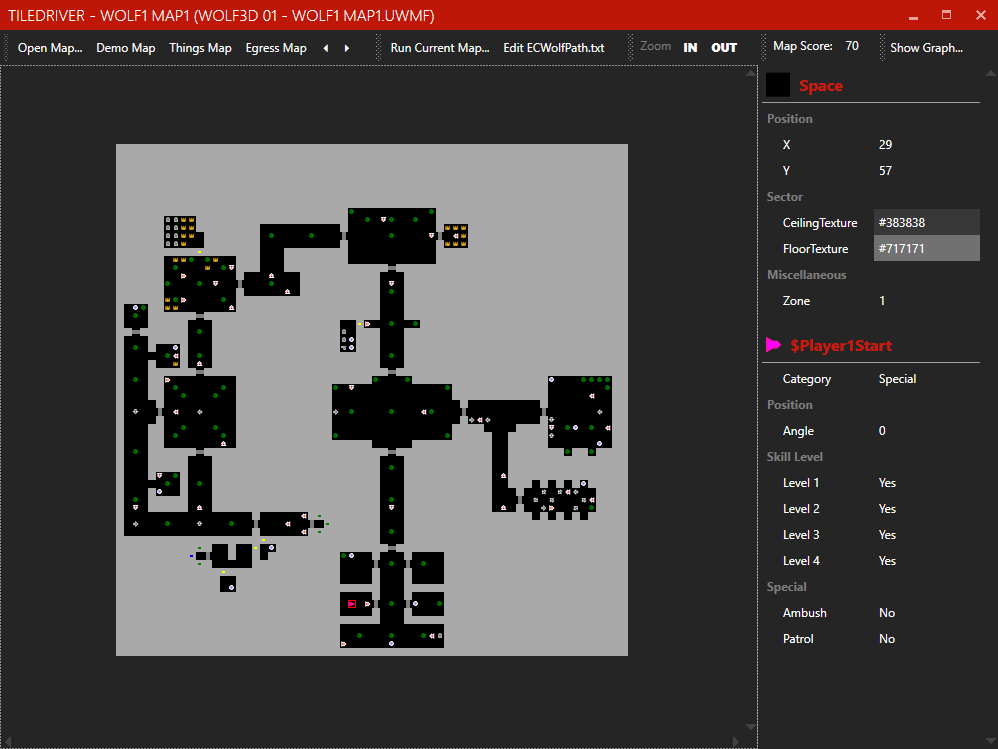 TILEDRIVER - WOLF1 MAP1 (WOLF3D 01 - WOLF1 MAP1.UWMF)
Open Map... Demo Map Things Map Egress Map Run Current Map... Edit ECWolfPath.txt Zoom IN OUT Map Score: 70 Show Graph...
Space
Position
X 29
Y 57
Sector
CeilingTexture #383838
FloorTexture #717171
Miscellaneous
Zone 1
$Player1Start
Category Special
Position
Angle 0
Skill Level
Level 1 Yes
Level 2 Yes
Level 3 Yes
Level 4 Yes
Special
Ambush No
Patrol No